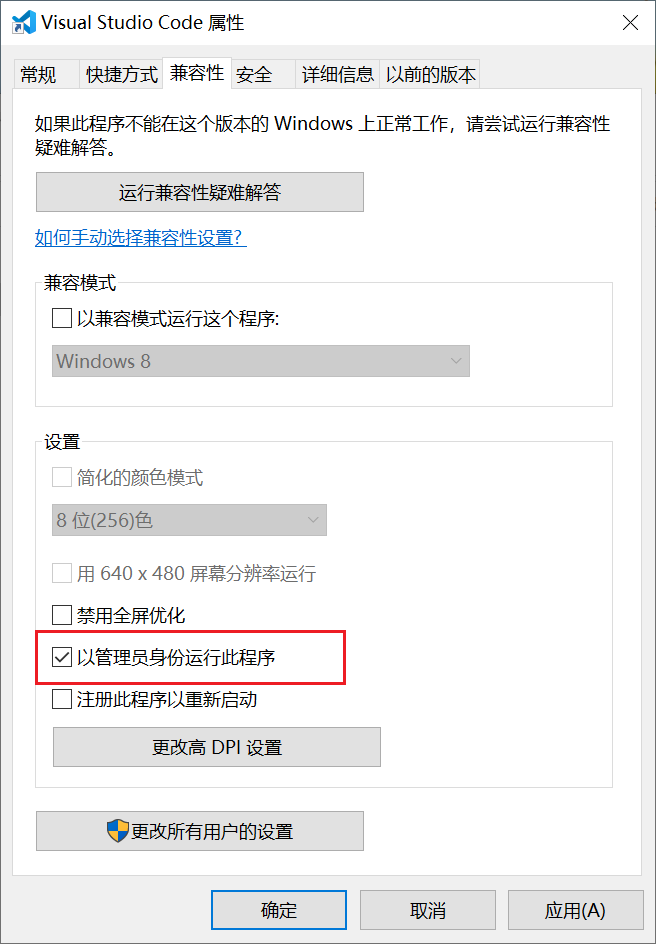 Visual Studio Code 属性
常规 快捷方式 兼容性 安全 详细信息 以前的版本
如果此程序不能在这个版本的 Windows 上正常工作，请尝试运行兼容性
疑难解答。
运行兼容性疑难解答
如何手动选择兼容性设置?
兼容模式
以兼容模式运行这个程序:
Windows 8
设置
简化的颜色模式
8 位(256)色
用 640 x 480 屏幕分辨率运行
禁用全屏优化
以管理员身份运行此程序
注册此程序以重新启动
更改高 DPI 设置
更改所有用户的设置
确定 取消 应用(A)